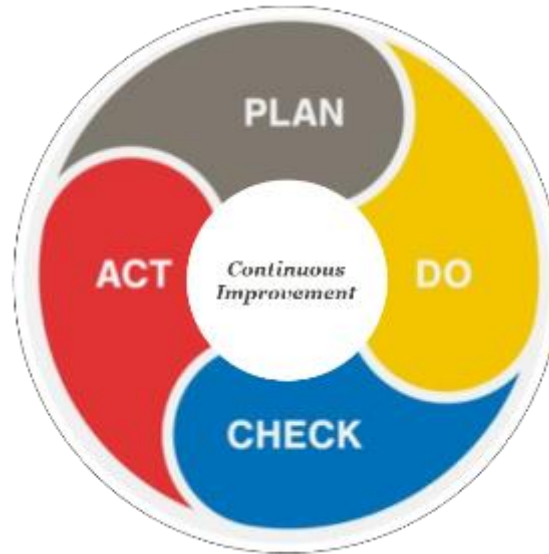 PLAN
ACT
Continuous
Improvement
DO
CHECK